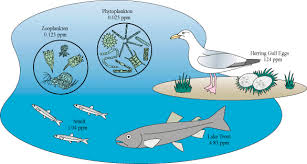 Phytoplankton
0.025 ppm
Zooplankton
0.123 ppm
Herring Gull Eggs
124 ppm
Smelt
1.04 ppm
Lake Trout
4.83 ppm